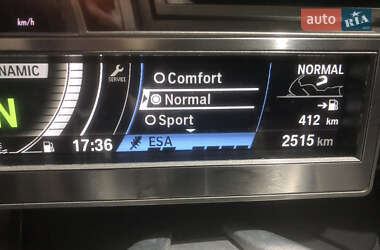 km/h
auto RIA
NAMIC
SERVICE
Comfort
Normal
Sport
ESA
NORMAL
412 km
2515 km
N
17:36